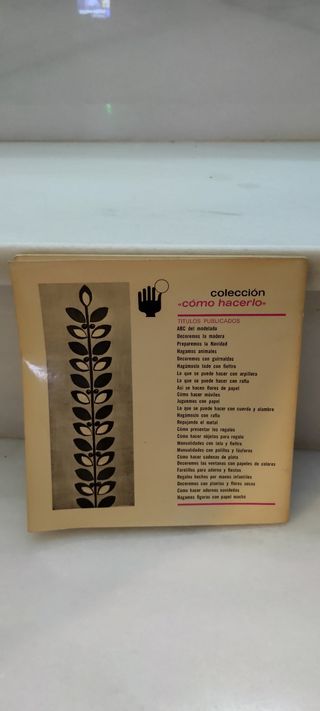 colección
«cómo hacerlo»
TITULOS PUBLICADOS
ABC del modelado
Decoremos la madera
Preparemos la Navidad
Hagamos animales
Decoremos con guirnaldas
Hagámoslo todo con fieltro
Lo que se puede hacer con arpillera
Lo que se puede hacer con rafia
Así se hacen flores de papel
Cómo hacer móviles
Juguemos con papel
Lo que se puede hacer con cuerda y alambre
Hagámoslo con rafia
Repujando el metal
Cómo presentar los regalos
Cómo hacer objetos para regalo
Manualidades con tela y fieltro
Manualidades con palillos y fósforos
Cómo hacer cadenas de plata
Decoremos las ventanas con papeles de colores
Farolillos para adorno y fiestas
Regalos hechos por manos infantiles
Decoremos con plantas y flores secas
Cómo hacer adornos navideños
Hagamos figuras con papel maché